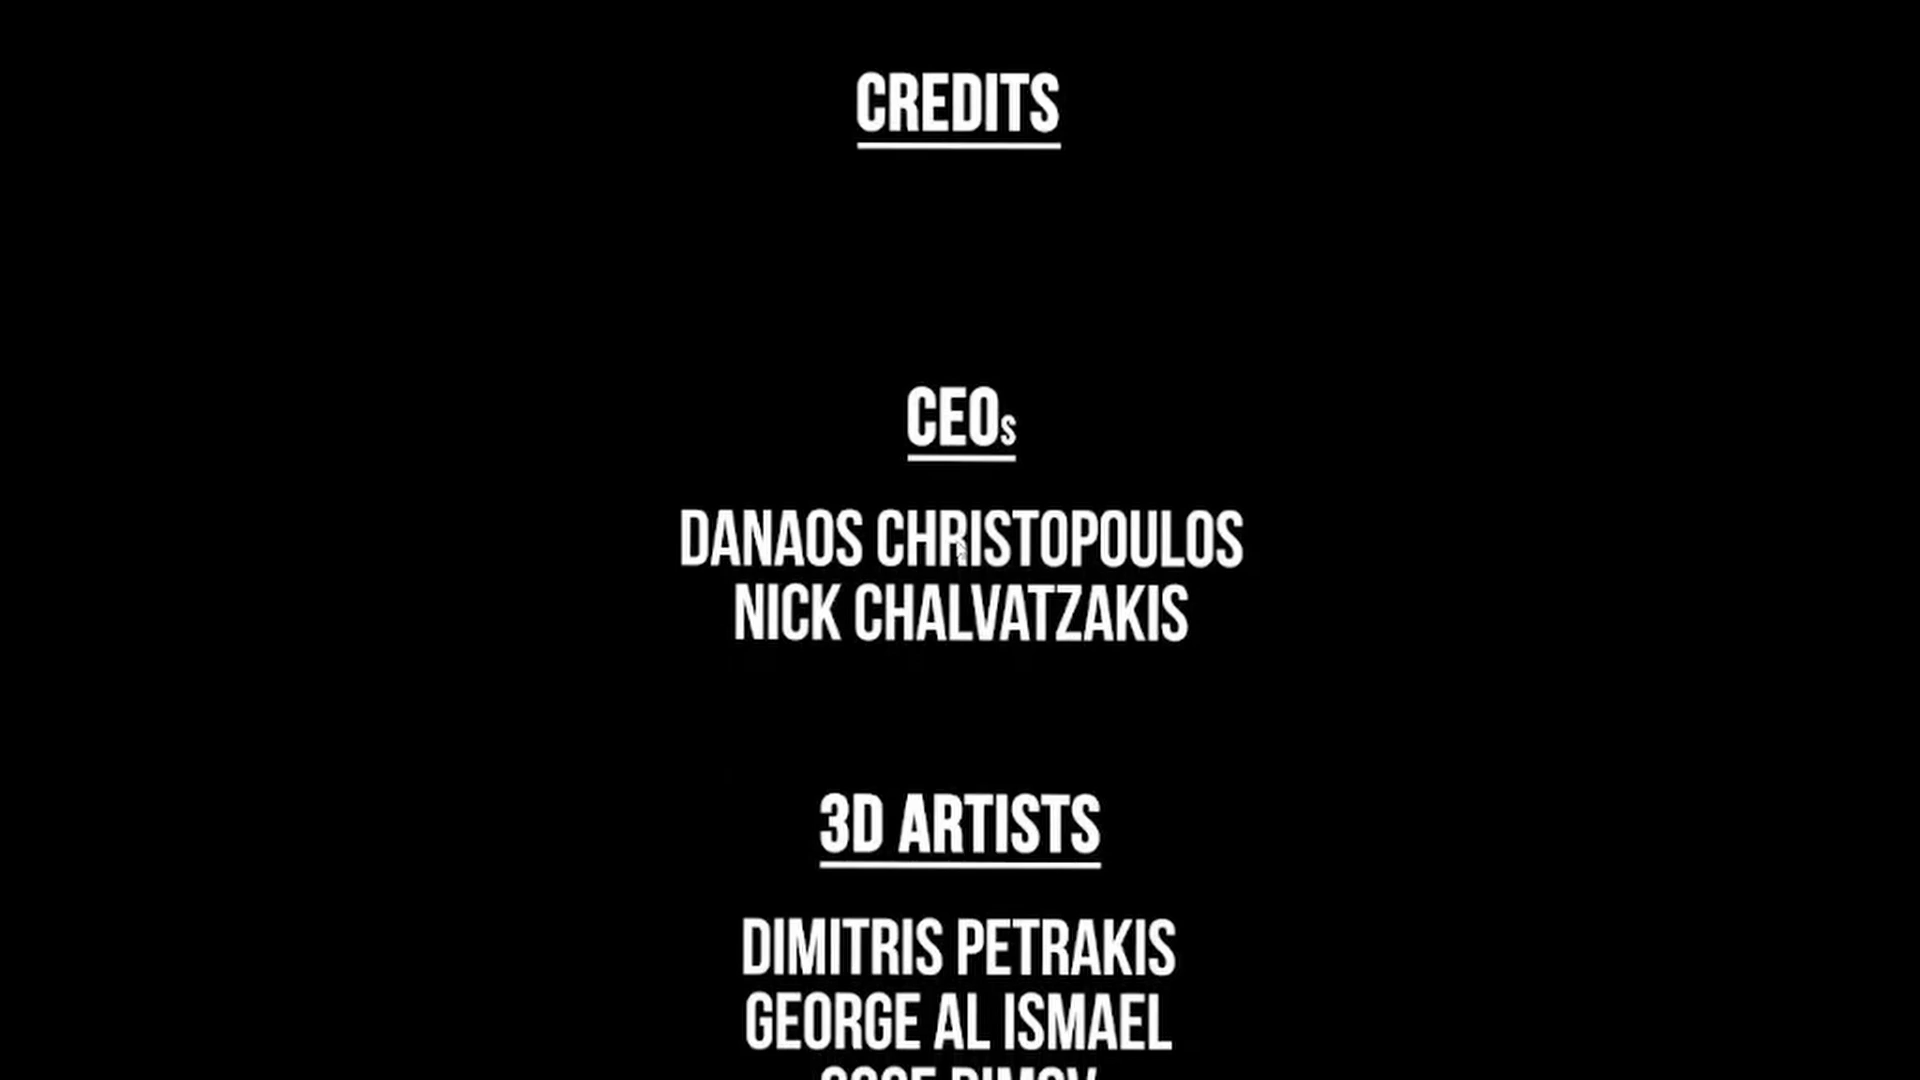 CREDITS
CEOs
DANAOS CHRISTOPOULOS
NICK CHALVATZAKIS
3D ARTISTS
DIMITRIS PETRAKIS
GEORGE AL ISMAEL